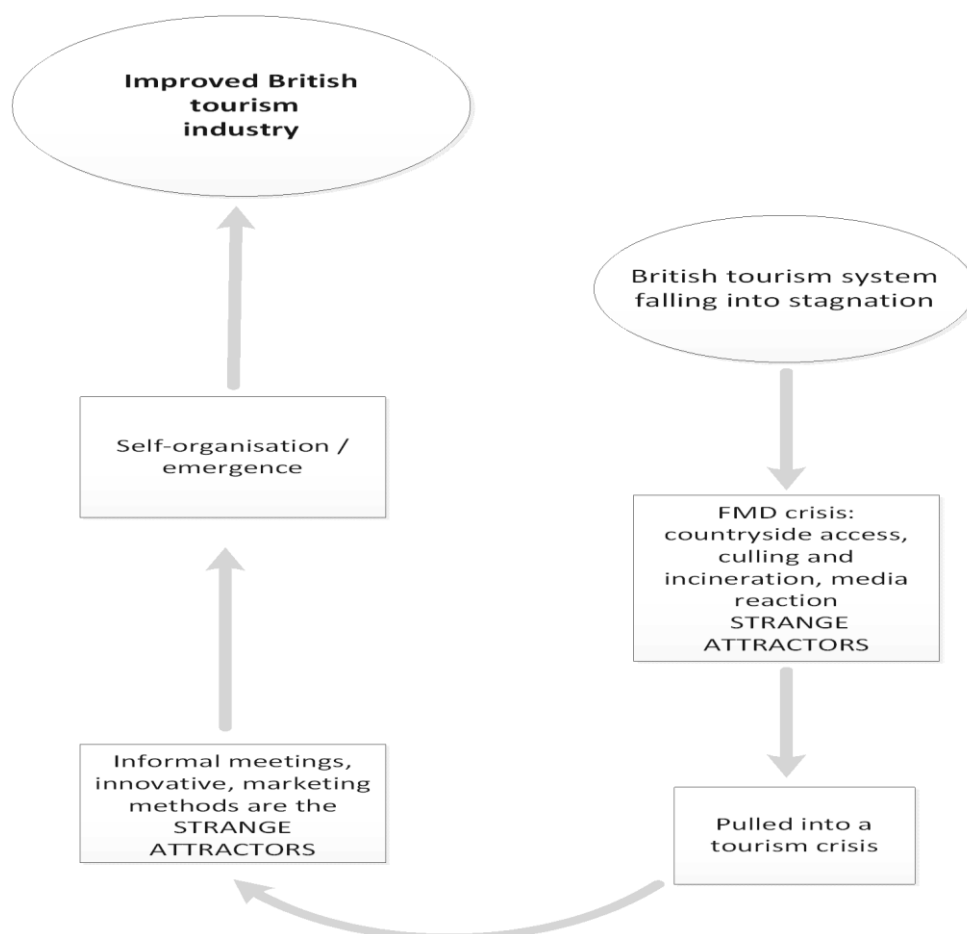 Improved British
tourism
industry
British tourism system
falling into stagnation
Self-organisation /
emergence
FMD crisis:
countryside access,
culling and
incineration, media
reaction
STRANGE
ATTRACTORS
Informal meetings,
innovative, marketing
methods are the
STRANGE
ATTRACTORS
Pulled into a
tourism crisis